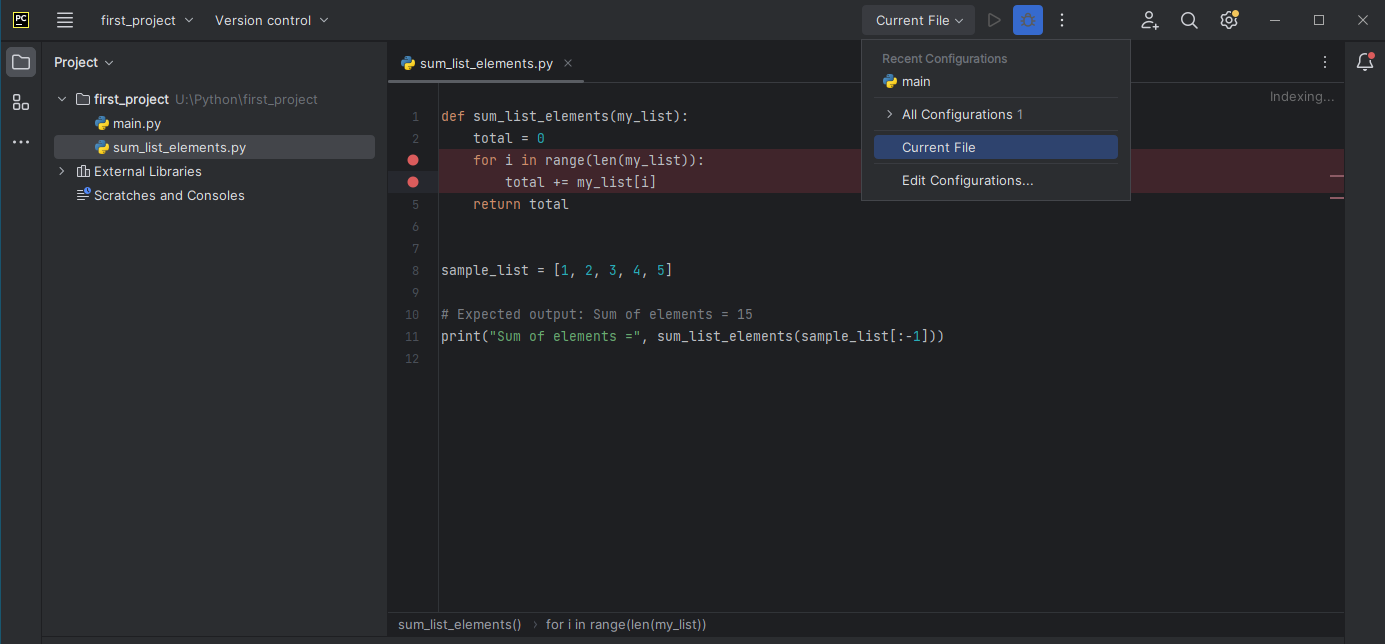 PC
first_project
Version control
Current File
Project
sum_list_elements.py
Recent Configurations
main
All Configurations 1
Current File
Edit Configurations...
Indexing...
first_project U:\Python\first_project
main.py
sum_list_elements.py
External Libraries
Scratches and Consoles
1 def sum_list_elements(my_list):
2 total = 0
for i in range(len(my_list)):
total += my_list[i]
5 return total
6
7
8 sample_list = [1, 2, 3, 4, 5]
9
10 # Expected output: Sum of elements = 15
11 print("Sum of elements =", sum_list_elements(sample_list[:-1]))
12
sum_list_elements() › for i in range(len(my_list))